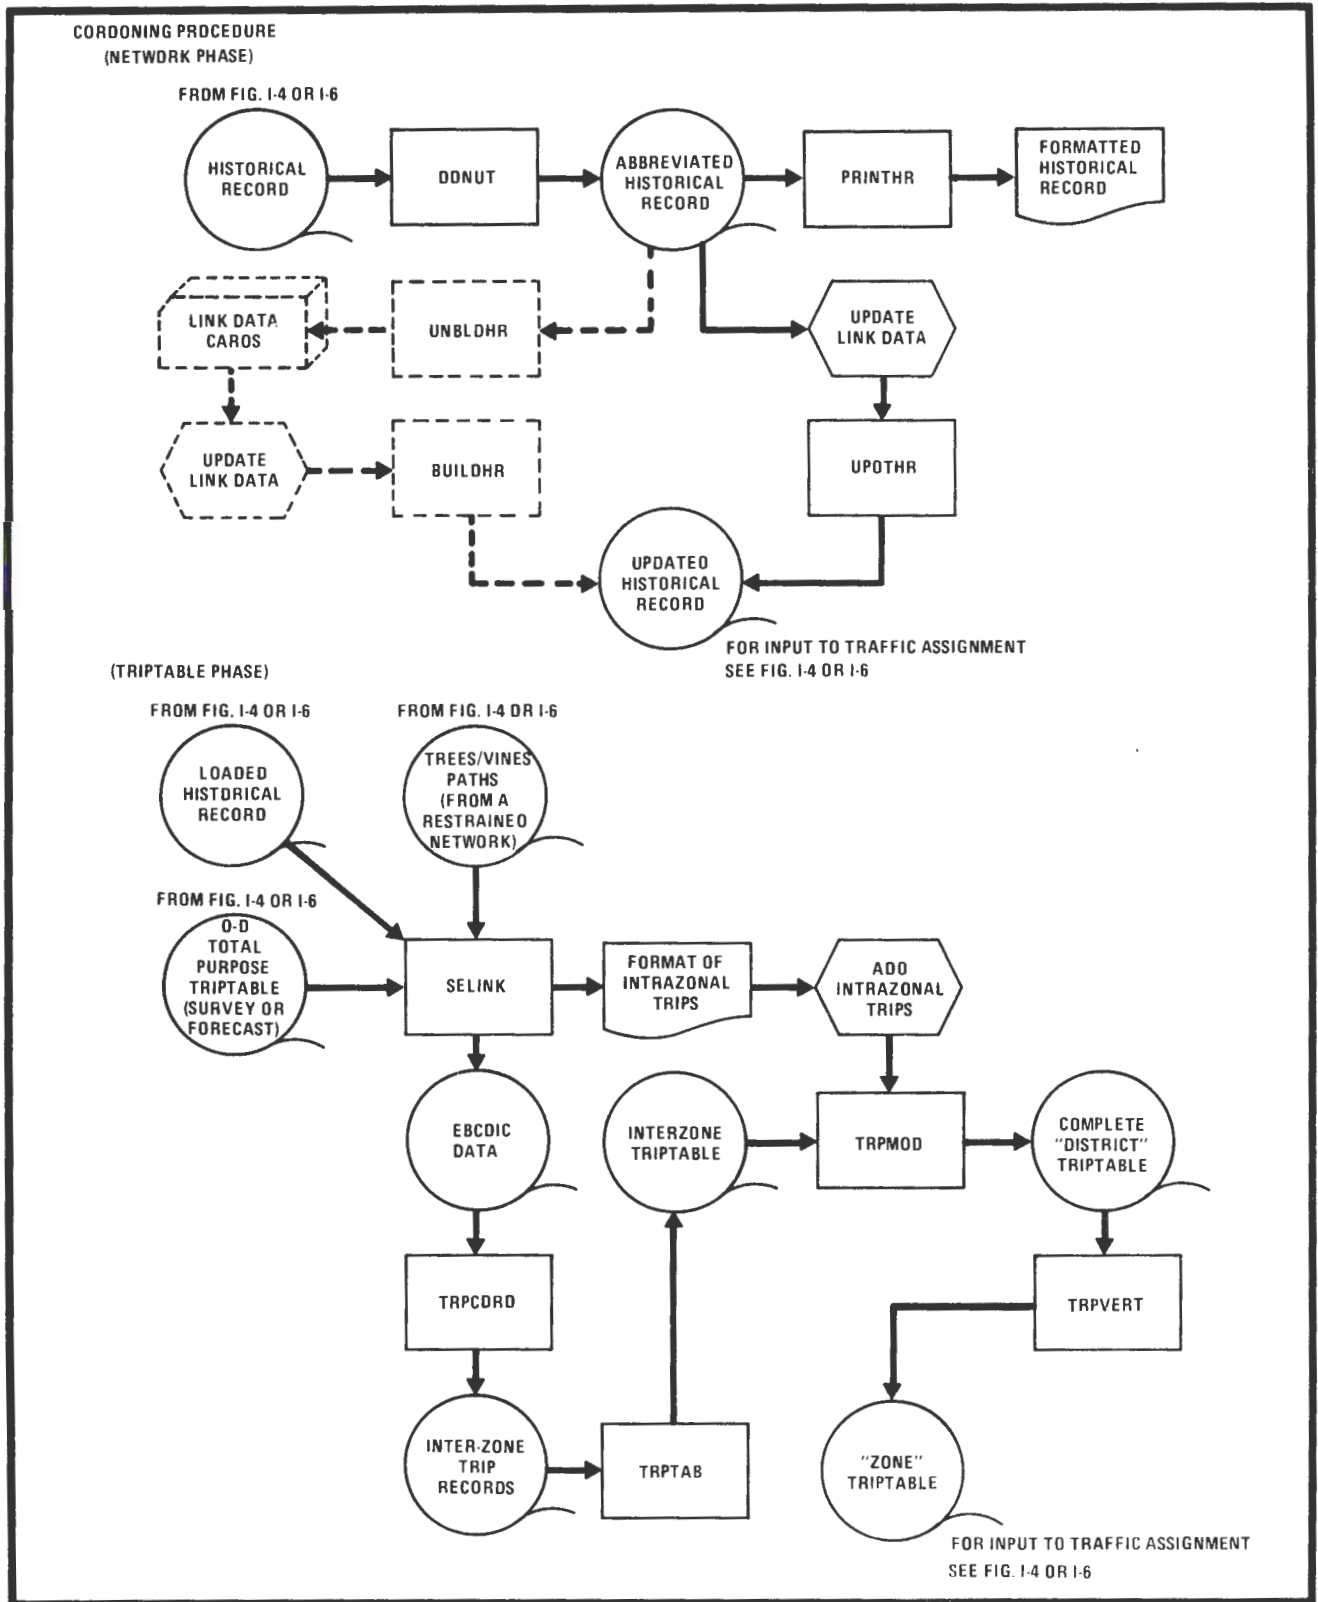 CORDONING PROCEDURE
(NETWORK PHASE)
FROM FIG. I-4 OR I-6
HISTORICAL
RECORD
DDNUT
ABBREVIATED
HISTORICAL
RECORD
PRINTHR
FORMATTED
HISTORICAL
RECORD
LINK DATA
CAROS
UNBLDHR
UPDATE
LINK DATA
UPDATE
LINK DATA
BUILDHR
UPOTHR
UPDATEO
HISTORICAL
RECORD
FOR INPUT TO TRAFFIC ASSIGNMENT
SEE FIG. I-4 OR I-6
(TRIPTABLE PHASE)
FROM FIG. I-4 OR I-6
FROM FIG. I-4 OR I-6
LOADED
HISTORICAL
RECORD
TREES/VINES
PATHS
(FROM A
RESTRAINEO
NETWORK)
FROM FIG. I-4 OR I-6
O-D
TOTAL
PURPOSE
TRIPTABLE
(SURVEY OR
FORECAST)
SELINK
FORMAT OF
INTRAZONAL
TRIPS
ADO
INTRAZONAL
TRIPS
EBCDIC
DATA
INTERZONE
TRIPTABLE
TRPMOD
COMPLETE
"DISTRICT"
TRIPTABLE
TRPCDRD
TRPVERT
INTER-ZONE
TRIP
RECORDS
TRPTAB
"ZONE"
TRIPTABLE
FOR INPUT TO TRAFFIC ASSIGNMENT
SEE FIG. I-4 OR I-6